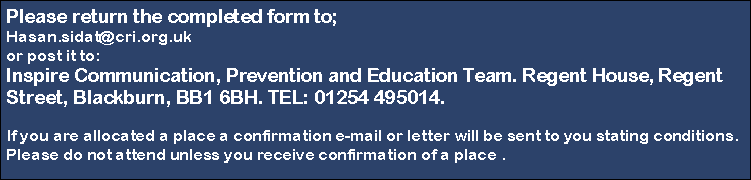 Please return the completed form to;
Hasan.sidat@cri.org.uk
or post it to:
Inspire Communication, Prevention and Education Team. Regent House, Regent
Street, Blackburn, BB1 6BH. TEL: 01254 495014.
If you are allocated a place a confirmation e-mail or letter will be sent to you stating conditions.
Please do not attend unless you receive confirmation of a place .